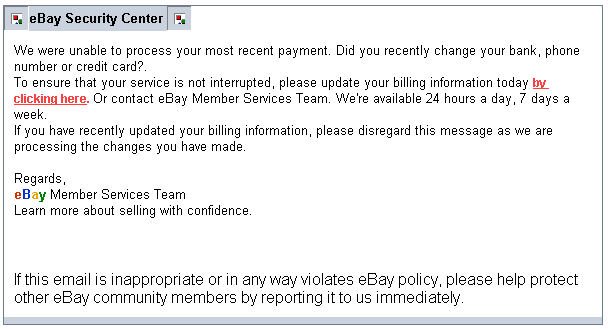 eBay Security Center
We were unable to process your most recent payment. Did you recently change your bank, phone
number or credit card?.
To ensure that your service is not interrupted, please update your billing information today by
clicking here. Or contact eBay Member Services Team. We're available 24 hours a day, 7 days a
week.
If you have recently updated your billing information, please disregard this message as we are
processing the changes you have made.
Regards,
eBay Member Services Team
Learn more about selling with confidence.
If this email is inappropriate or in any way violates eBay policy, please help protect
other eBay community members by reporting it to us immediately.